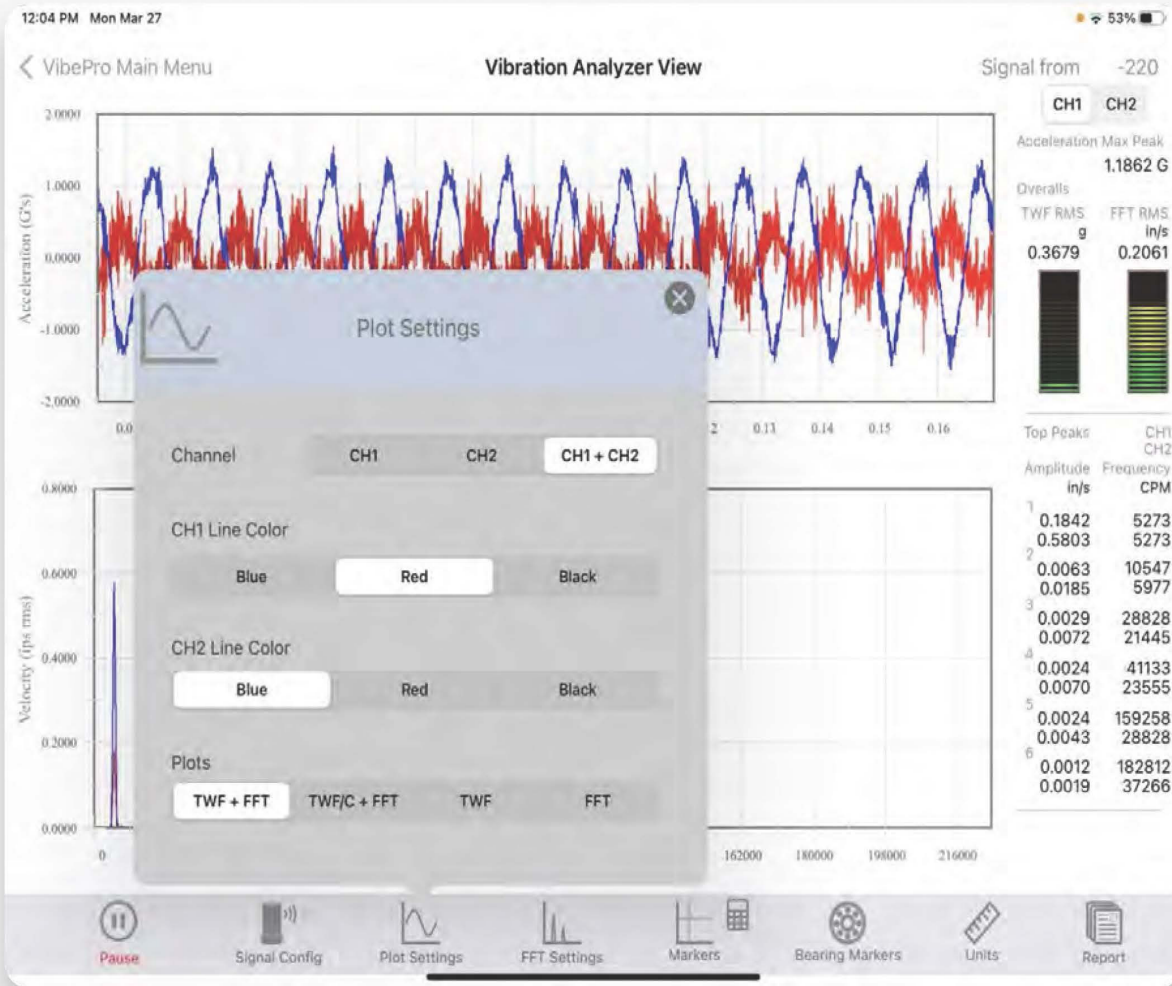 12:04 PM Mon Mar 27
53%
VibePro Main Menu
Vibration Analyzer View
Signal from -220
CH1 CH2
Acceleration Max Peak
1.1862 G
Overalls
TWF RMS FFT RMS
g in/s
0.3679 0.2061
Acceleration (G's)
2.0000
1.0000
0.0000
-1.0000
-2.0000
0.0
2 0.13 0.14 0.15 0.16
Plot Settings
Channel CH1 CH2 CH1 + CH2
CH1 Line Color
Blue Red Black
CH2 Line Color
Blue Red Black
Plots
TWF + FFT TWF/C + FFT TWF FFT
Velocity (ips rms)
0.8000
0.6000
0.4000
0.2000
0.0000
0
162000 180000 198000 216000
Top Peaks CH1
CH2
Amplitude Frequency
in/s CPM
1
0.1842 5273
0.5803 5273
2
0.0063 10547
0.0185 5977
3
0.0029 28828
0.0072 21445
4
0.0024 41133
0.0070 23555
5
0.0024 159258
0.0043 28828
6
0.0012 182812
0.0019 37266
Pause Signal Config Plot Settings FFT Settings Markers Bearing Markers Units Report